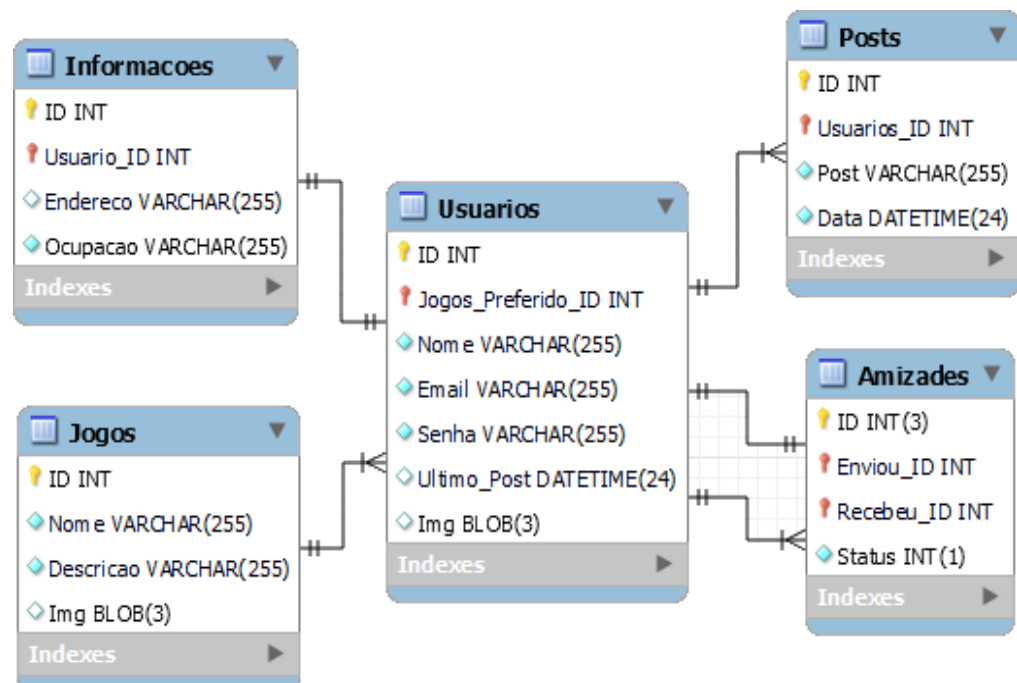 Informacoes
ID INT
Usuario_ID INT
Endereco VARCHAR(255)
Ocupacao VARCHAR(255)
Indexes
Jogos
ID INT
Nome VARCHAR(255)
Descricao VARCHAR(255)
Img BLOB(3)
Indexes
Usuarios
ID INT
Jogos_Preferido_ID INT
Nome VARCHAR(255)
Email VARCHAR(255)
Senha VARCHAR(255)
Ultimo_Post DATETIME(24)
Img BLOB(3)
Indexes
Posts
ID INT
Usuarios_ID INT
Post VARCHAR(255)
Data DATETIME(24)
Indexes
Amizades
ID INT(3)
Enviou_ID INT
Recebeu_ID INT
Status INT(1)
Indexes